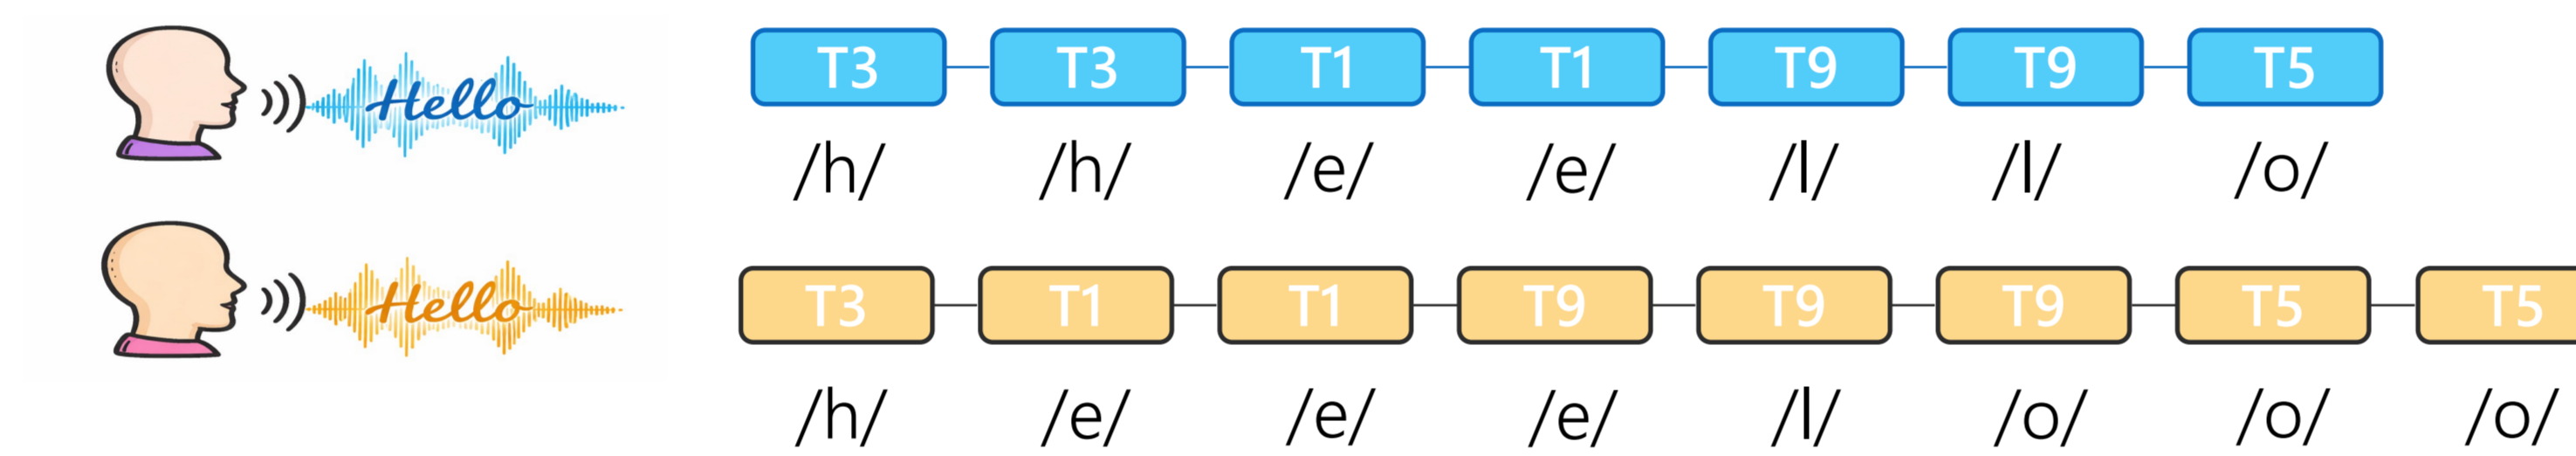 Hello
T3 T3 T1 T1 T9 T9 T5
/h/ /h/ /e/ /e/ /l/ /l/ /o/
Hello
T3 T1 T1 T9 T9 T9 T5 T5
/h/ /e/ /e/ /e/ /l/ /o/ /o/ /o/